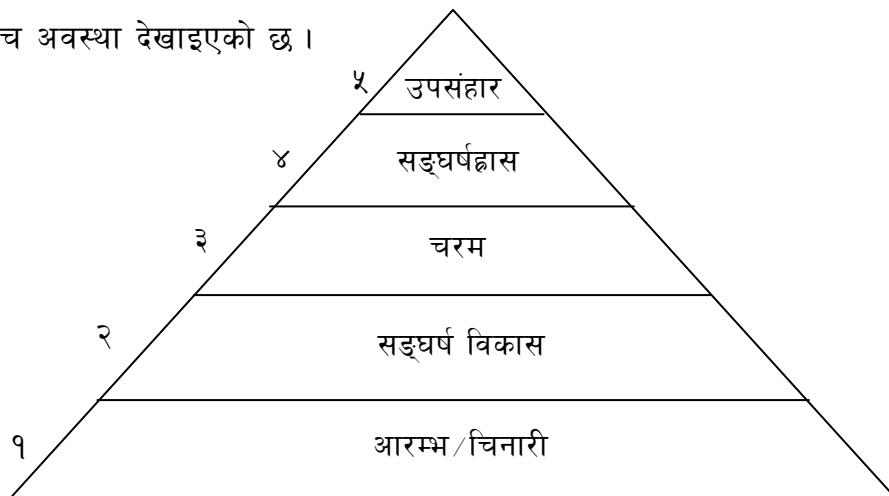 च अवस्था देखाइएको छ ।
५ उपसंहार
४ सङ्घर्षह्रास
३ चरम
२ सङ्घर्ष विकास
१ आरम्भ/चिनारी